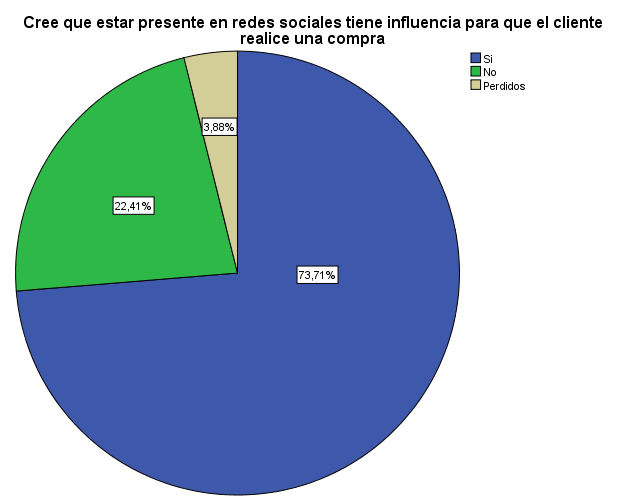 Cree que estar presente en redes sociales tiene influencia para que el cliente
realice una compra
Si
No
Perdidos
3,88%
22,41%
73,71%